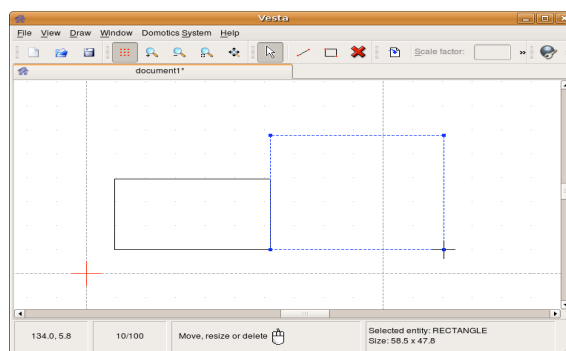 Vesta
File View Draw Window Domotics System Help
Scale factor: »
document1*
134.0, 5.8 10/100 Move, resize or delete Selected entity: RECTANGLE
Size: 58.5 x 47.8